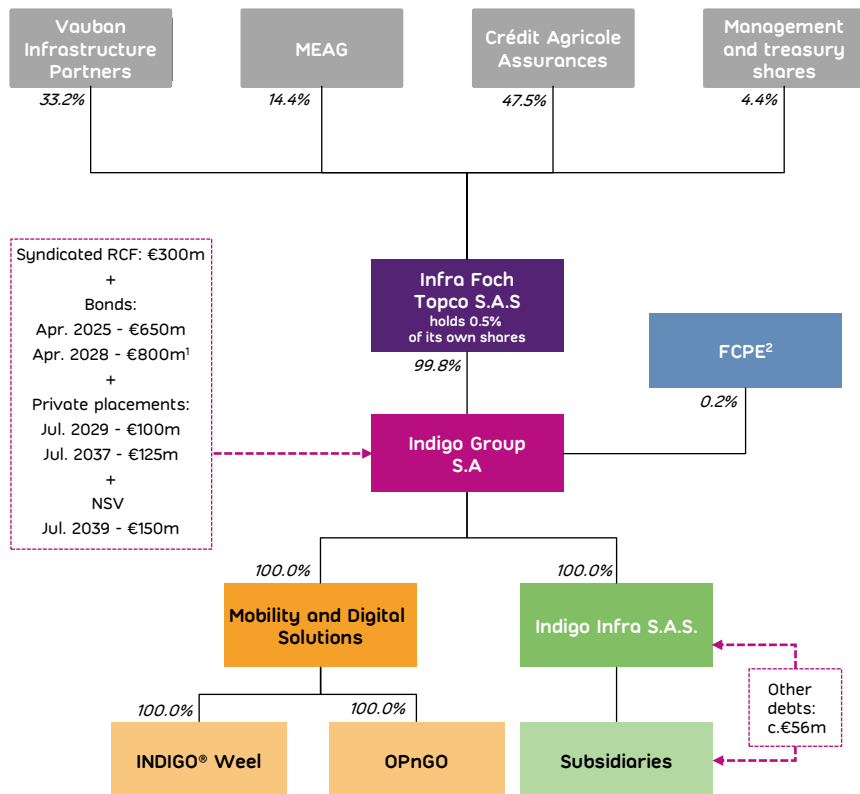 Vauban
Infrastructure
Partners
MEAG
Crédit Agricole
Assurances
Management
and treasury
shares
33.2%
14.4%
47.5%
4.4%
Syndicated RCF: €300m
+
Bonds:
Apr. 2025 - €650m
Apr. 2028 - €800m¹
+
Private placements:
Jul. 2029 - €100m
Jul. 2037 - €125m
+
NSV
Jul. 2039 - €150m
Infra Foch
Topco S.A.S
holds 0.5%
of its own shares
FCPE²
99.8%
0.2%
Indigo Group
S.A
100.0%
100.0%
Mobility and Digital
Solutions
Indigo Infra S.A.S.
Other
debts:
c.€56m
100.0%
100.0%
INDIGO® Weel
OPnGO
Subsidiaries